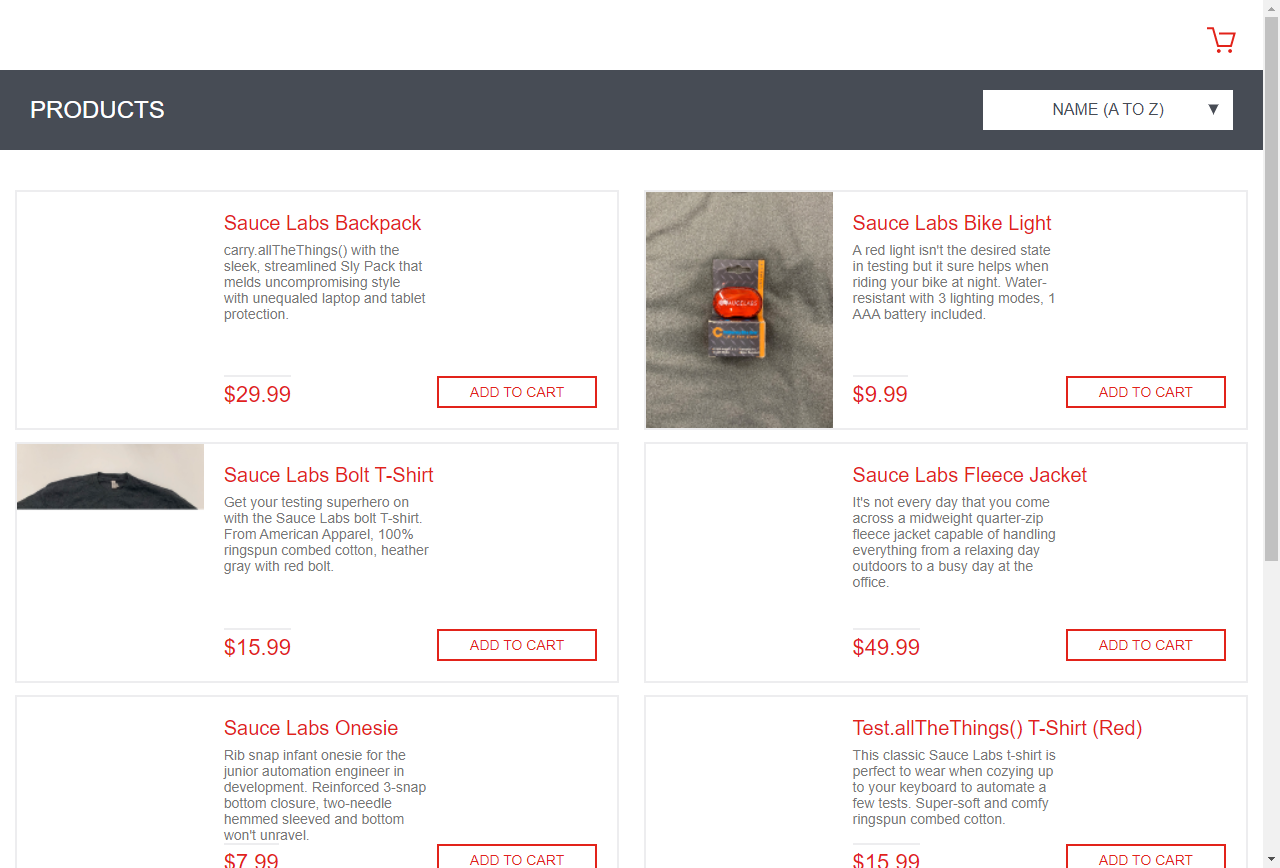 PRODUCTS
NAME (A TO Z) ▼
Sauce Labs Backpack
carry.allTheThings() with the
sleek, streamlined Sly Pack that
melds uncompromising style
with unequaled laptop and tablet
protection.
$29.99
ADD TO CART
Sauce Labs Bike Light
A red light isn't the desired state
in testing but it sure helps when
riding your bike at night. Water-
resistant with 3 lighting modes, 1
AAA battery included.
$9.99
ADD TO CART
Sauce Labs Bolt T-Shirt
Get your testing superhero on
with the Sauce Labs bolt T-shirt.
From American Apparel, 100%
ringspun combed cotton, heather
gray with red bolt.
$15.99
ADD TO CART
Sauce Labs Fleece Jacket
It's not every day that you come
across a midweight quarter-zip
fleece jacket capable of handling
everything from a relaxing day
outdoors to a busy day at the
office.
$49.99
ADD TO CART
Sauce Labs Onesie
Rib snap infant onesie for the
junior automation engineer in
development. Reinforced 3-snap
bottom closure, two-needle
hemmed sleeved and bottom
won't unravel.
$7.99
ADD TO CART
Test.allTheThings() T-Shirt (Red)
This classic Sauce Labs t-shirt is
perfect to wear when cozying up
to your keyboard to automate a
few tests. Super-soft and comfy
ringspun combed cotton.
$15.99
ADD TO CART